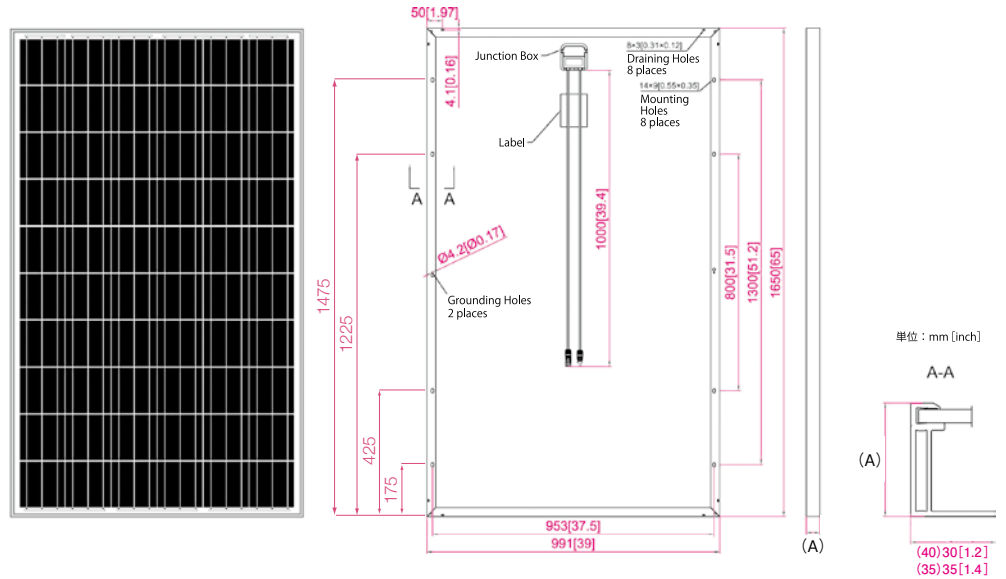 50[1.97]
4.1[0.16]
Junction Box
8×3[0.31×0.12]
Draining Holes
8 places
14×9[0.55×0.35]
Mounting
Holes
8 places
Label
A A
Ø4.2[Ø0.17]
Grounding Holes
2 places
1000[39.4]
1475
1225
425
175
800[31.5]
1300[51.2]
1650[65]
953[37.5]
991[39]
(A)
単位：mm [inch]
A-A
(A)
(40)30[1.2]
(35)35[1.4]